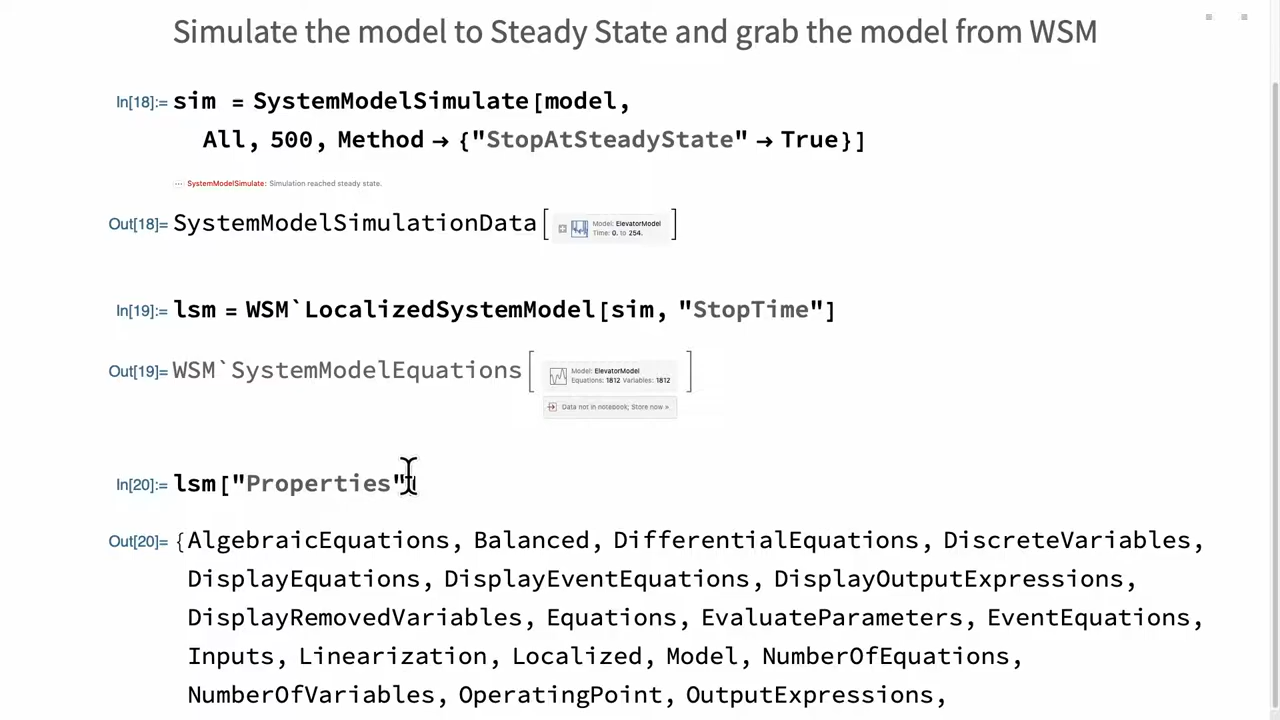 Simulate the model to Steady State and grab the model from WSM
In[18]:= sim = SystemModelSimulate[model,
All, 500, Method → {"StopAtSteadyState" → True}]
SystemModelSimulate: Simulation reached steady state.
Out[18]= SystemModelSimulationData[ Model: ElevatorModel
Time: 0. to 254. ]
In[19]:= lsm = WSM`LocalizedSystemModel[sim, "StopTime"]
Out[19]= WSM`SystemModelEquations[ Model: ElevatorModel
Equations: 1812 Variables: 1812 ]
Data not in notebook; Store now »
In[20]:= lsm["Properties"]
Out[20]= {AlgebraicEquations, Balanced, DifferentialEquations, DiscreteVariables,
DisplayEquations, DisplayEventEquations, DisplayOutputExpressions,
DisplayRemovedVariables, Equations, EvaluateParameters, EventEquations,
Inputs, Linearization, Localized, Model, NumberOfEquations,
NumberOfVariables, OperatingPoint, OutputExpressions,